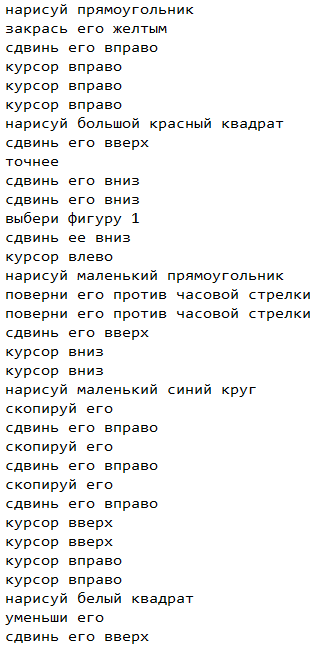 нарисуй прямоугольник
закрась его желтым
сдвинь его вправо
курсор вправо
курсор вправо
курсор вправо
нарисуй большой красный квадрат
сдвинь его вверх
точнее
сдвинь его вниз
сдвинь его вниз
выбери фигуру 1
сдвинь ее вниз
курсор влево
нарисуй маленький прямоугольник
поверни его против часовой стрелки
поверни его против часовой стрелки
сдвинь его вверх
курсор вниз
курсор вниз
нарисуй маленький синий круг
скопируй его
сдвинь его вправо
скопируй его
сдвинь его вправо
скопируй его
сдвинь его вправо
курсор вверх
курсор вверх
курсор вправо
курсор вправо
нарисуй белый квадрат
уменьши его
сдвинь его вверх